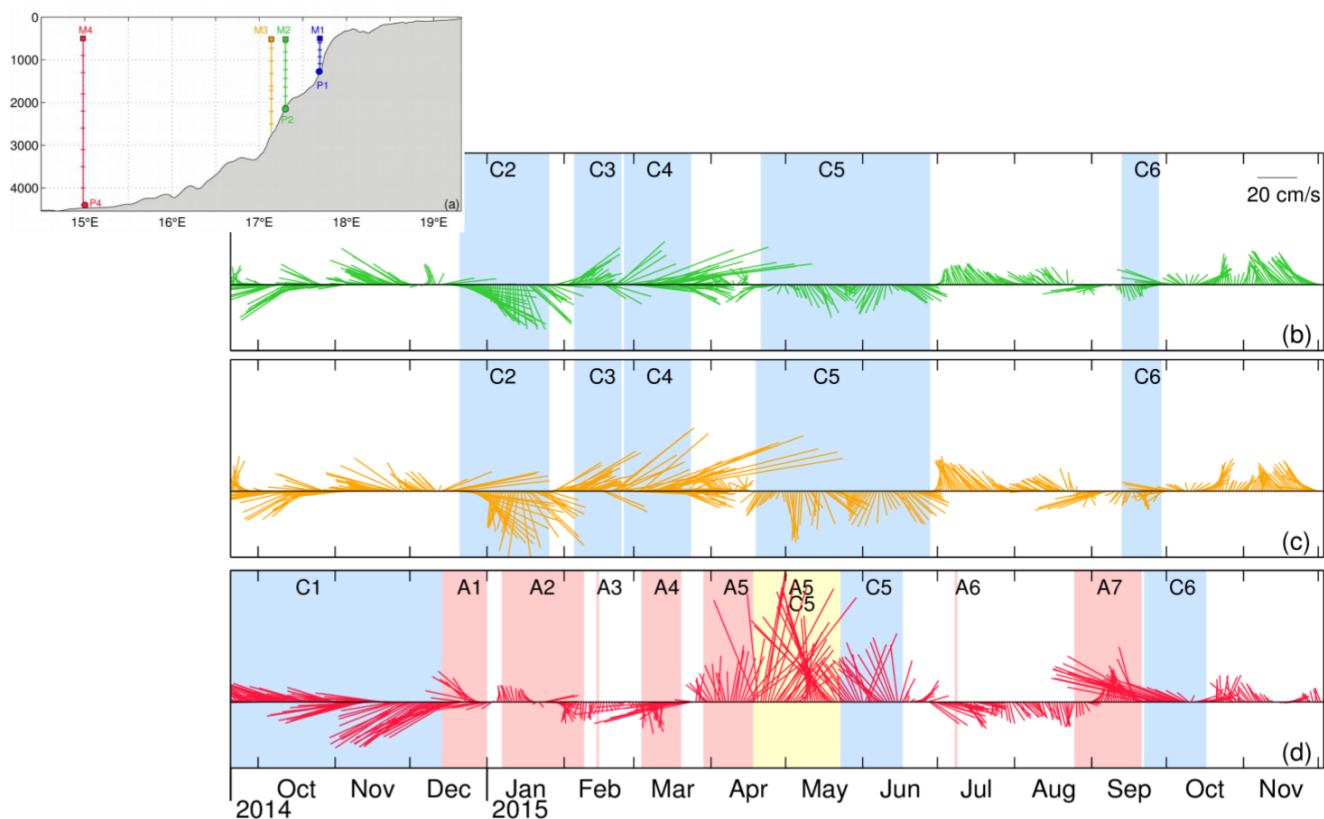 0
1000
2000
3000
4000
M4 M3 M2 M1
P1
P2
P4
(a)
15°E 16°E 17°E 18°E 19°E
C2 C3 C4 C5 C6
20 cm/s
(b)
C2 C3 C4 C5 C6
(c)
C1 A1 A2 A3 A4 A5 A5 C5 A6 A7 C6
C5
(d)
Oct Nov Dec Jan Feb Mar Apr May Jun Jul Aug Sep Oct Nov
2014 2015